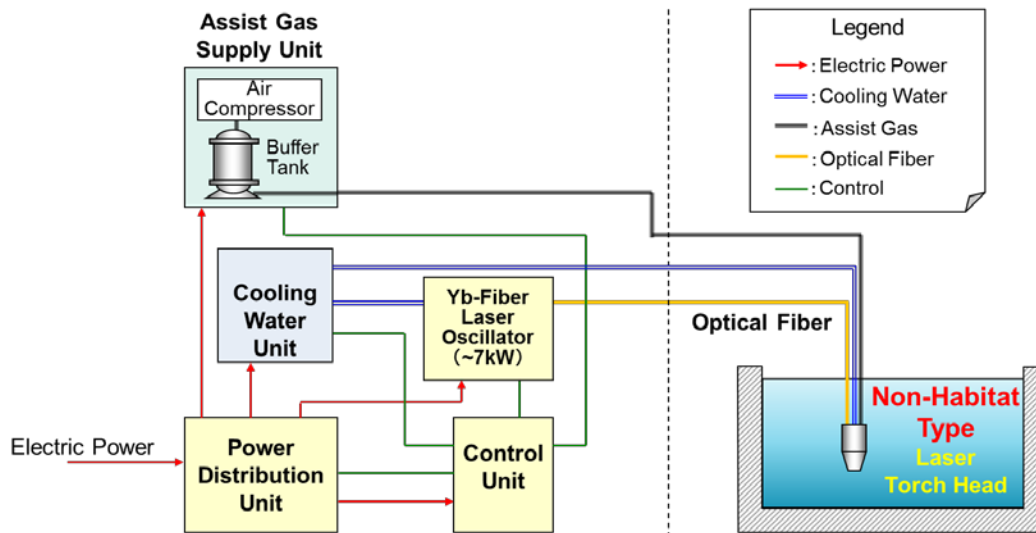 Assist Gas
Supply Unit
Air
Compressor
Buffer
Tank
Legend
: Electric Power
: Cooling Water
: Assist Gas
: Optical Fiber
: Control
Cooling
Water
Unit
Yb-Fiber
Laser
Oscillator
(~7kW)
Optical Fiber
Electric Power
Power
Distribution
Unit
Control
Unit
Non-Habitat
Type
Laser
Torch Head